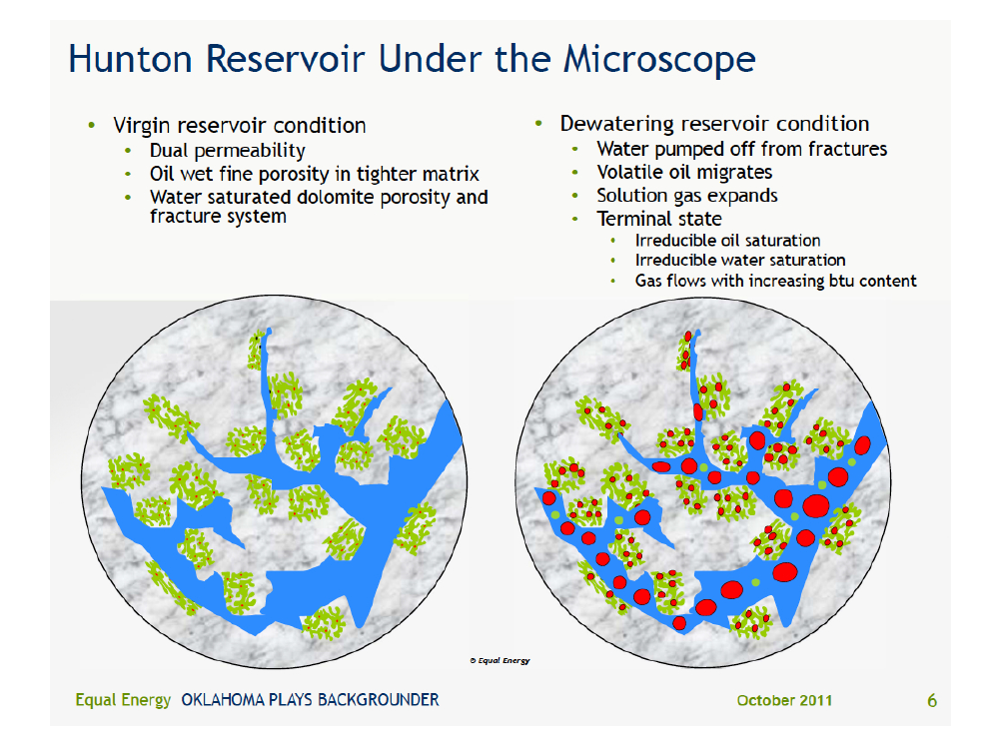 Hunton Reservoir Under the Microscope
• Virgin reservoir condition
• Dual permeability
• Oil wet fine porosity in tighter matrix
• Water saturated dolomite porosity and
fracture system
• Dewatering reservoir condition
• Water pumped off from fractures
• Volatile oil migrates
• Solution gas expands
• Terminal state
• Irreducible oil saturation
• Irreducible water saturation
• Gas flows with increasing btu content
© Equal Energy
Equal Energy OKLAHOMA PLAYS BACKGROUNDER
October 2011
6